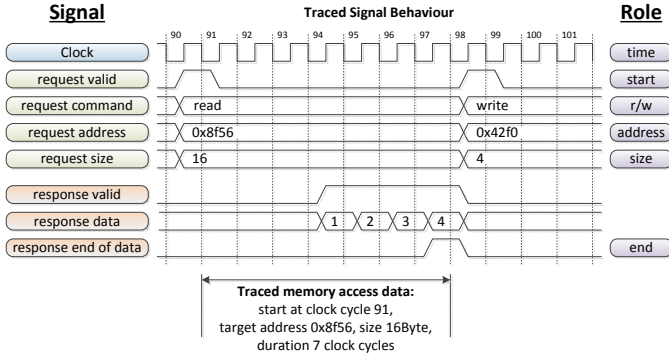 Signal Traced Signal Behaviour Role
90 91 92 93 94 95 96 97 98 99 100 101
Clock time
request valid start
request command read write r/w
request address 0x8f56 0x42f0 address
request size 16 4 size
response valid
response data 1 2 3 4
response end of data end
Traced memory access data:
start at clock cycle 91,
target address 0x8f56, size 16Byte,
duration 7 clock cycles